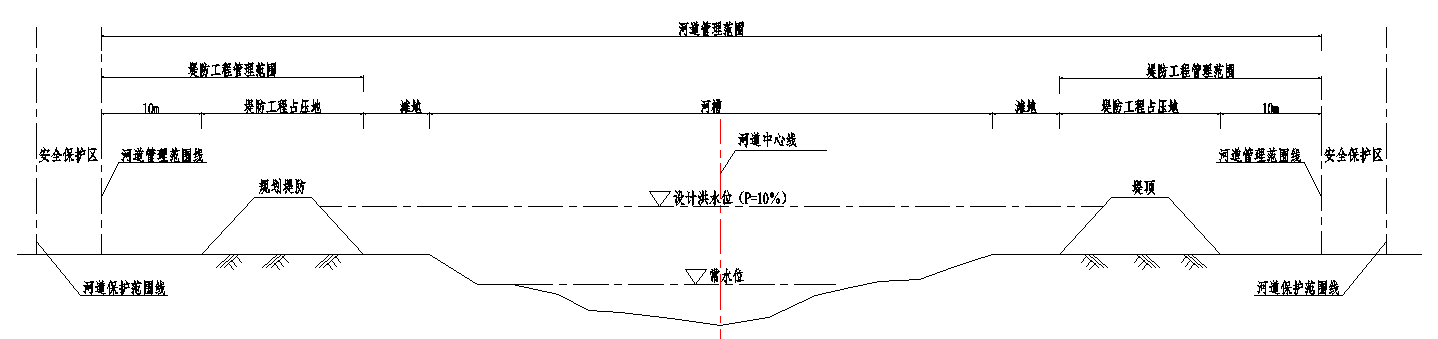 河道管理范围
堤防工程管理范围
堤防工程管理范围
10m
堤防工程占压地
滩地
河槽
滩地
堤防工程占压地
10m
河道中心线
安全保护区
河道管理范围线
河道管理范围线
安全保护区
规划堤防
设计洪水位（P=10%）
堤顶
常水位
河道保护范围线
河道保护范围线